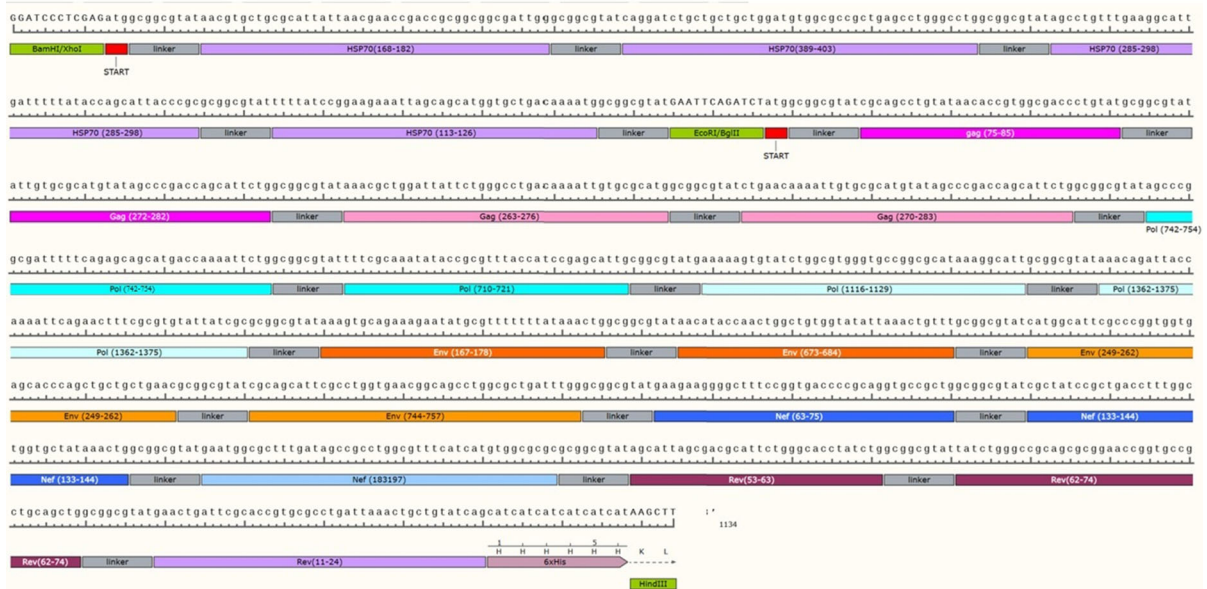 GGATCCCTCGAGatggcggcgtataacgtgctgcgcattattaacgaaccgaccgcggcggcgattggcggcgtatcaggatctgctgctgctggatgtggcgccgctgagcctgggcctggcggcgtatagcctgtttgaaggcatt
BamHI/XhoI linker HSP70(168-182) linker HSP70(389-403) linker HSP70 (285-298)
START
gatttttataccagcattacccgcgcggcgtatttttatccggaagaaattagcagcatggtgctgacaaaatggcggcgtatGAATTCAGATCTatggcggcgtatcgcagcctgtataacaccgtggcgaccctgtatgcggcgtat
HSP70 (285-298) linker HSP70 (113-126) linker EcoRI/BglII linker gag (75-85) linker
START
attgtgcgcatgtatagcccgaccagcattctggcggcgtataaacgctggattattctgggcctgacaaaattgtgcgcatggcggcgtatctgaacaaaattgtgcgcatgtatagcccgaccagcattctggcggcgtatagcccg
Gag (272-282) linker Gag (263-276) linker Gag (270-283) linker
Pol (742-754)
gcgatttttcagagcagcatgaccaaaattctggcggcgtattttcgcaaatataccgcgtttaccatccgagcattgcggcgtatgaaaaagtgtatctggcgtgggtgccggcgcataaaggcattgcggcgtataaacagattacc
Pol (742-754) linker Pol (710-721) linker Pol (1116-1129) linker Pol (1362-1375)
aaaattcagaactttcgcgtgtattatcgcgcggcgtataaagtgcagaaagaatatgcgttttttttataaactggcggcgtataacataccaactggctgtggtatattaaactgtttgcggcgtatcatggcattcgcccggtggtg
Pol (1362-1375) linker Env (167-178) linker Env (673-684) linker Env (249-262)
agcacccagctgctgctgaacgcggcgtatcgcagcattcgcctggtgaacggcagcctggcgctgatttgggcggcgtatgaagaaggggctttccggtgaccccgcaggtgccgctggcggcgtatcgctatccgctgacctttggc
Env (249-262) linker Env (744-757) linker Nef (63-75) linker Nef (133-144)
tggtgctataaactggcggcgtatgaatggcgctttgatagccgcctggcgtttcatcatgtggcgcgcgcggcgtatagcattagcgacgcattctgggcacctatctggcggcgtattatctgggccgcagcgcggaaccggtgccg
Nef (133-144) linker Nef (183197) linker Rev(53-63) linker Rev(62-74)
ctgcagctggcggcgtatgaactgattcgcaccgtgcgcctgattaaactgctgtatcagcatcatcatcatcatcatAAGCTT
1134
1 5
H H H H H H K L
Rev(62-74) linker Rev(11-24) 6xHis
HindIII